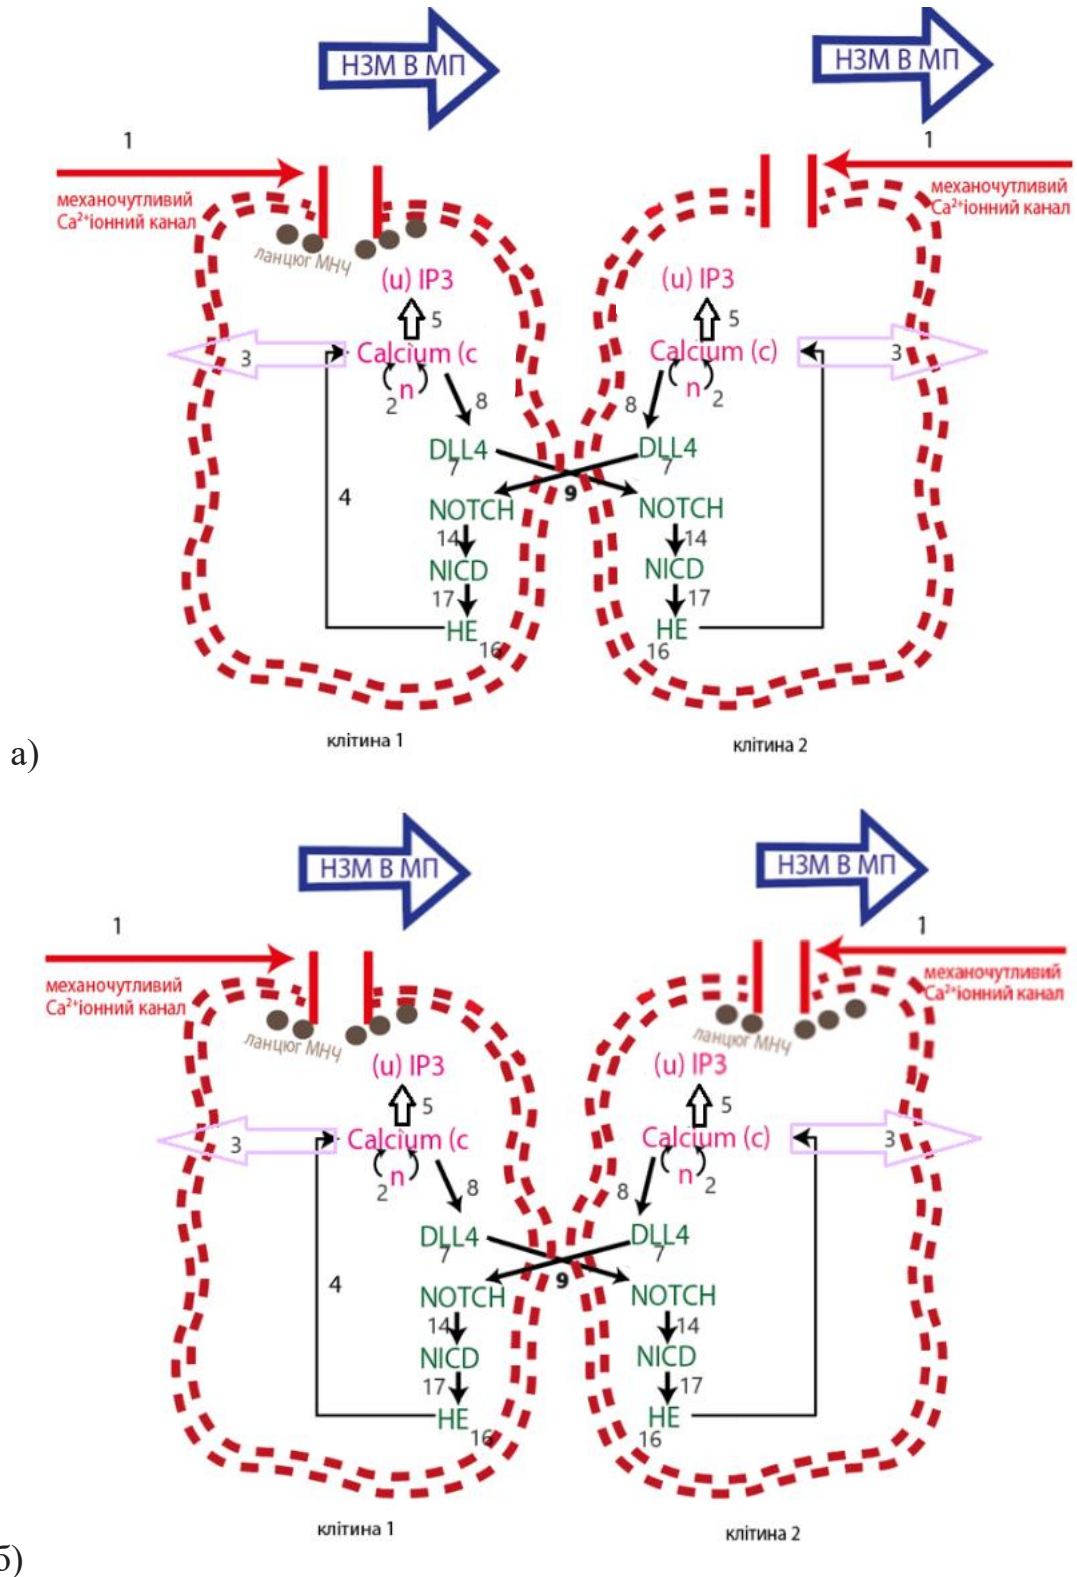 НЗМ В МП
НЗМ В МП
1
1
механочутливий
Ca²⁺іонний канал
механочутливий
Ca²⁺іонний канал
ланцюг МНЧ
(u) IP3
(u) IP3
5
5
3
Calcium (c
Calcium (c)
3
2
n
n
2
8
8
DLL4
DLL4
7
7
4
9
NOTCH
NOTCH
14
14
NICD
NICD
17
17
HE
HE
16
16
клітина 1
клітина 2
а)
НЗМ В МП
НЗМ В МП
1
1
механочутливий
Ca²⁺іонний канал
механочутливий
Ca²⁺іонний канал
ланцюг МНЧ
ланцюг МНЧ
(u) IP3
(u) IP3
5
5
3
Calcium (c
Calcium (c)
3
2
n
n
2
8
8
DLL4
DLL4
7
7
4
9
NOTCH
NOTCH
14
14
NICD
NICD
17
17
HE
HE
16
16
клітина 1
клітина 2
б)